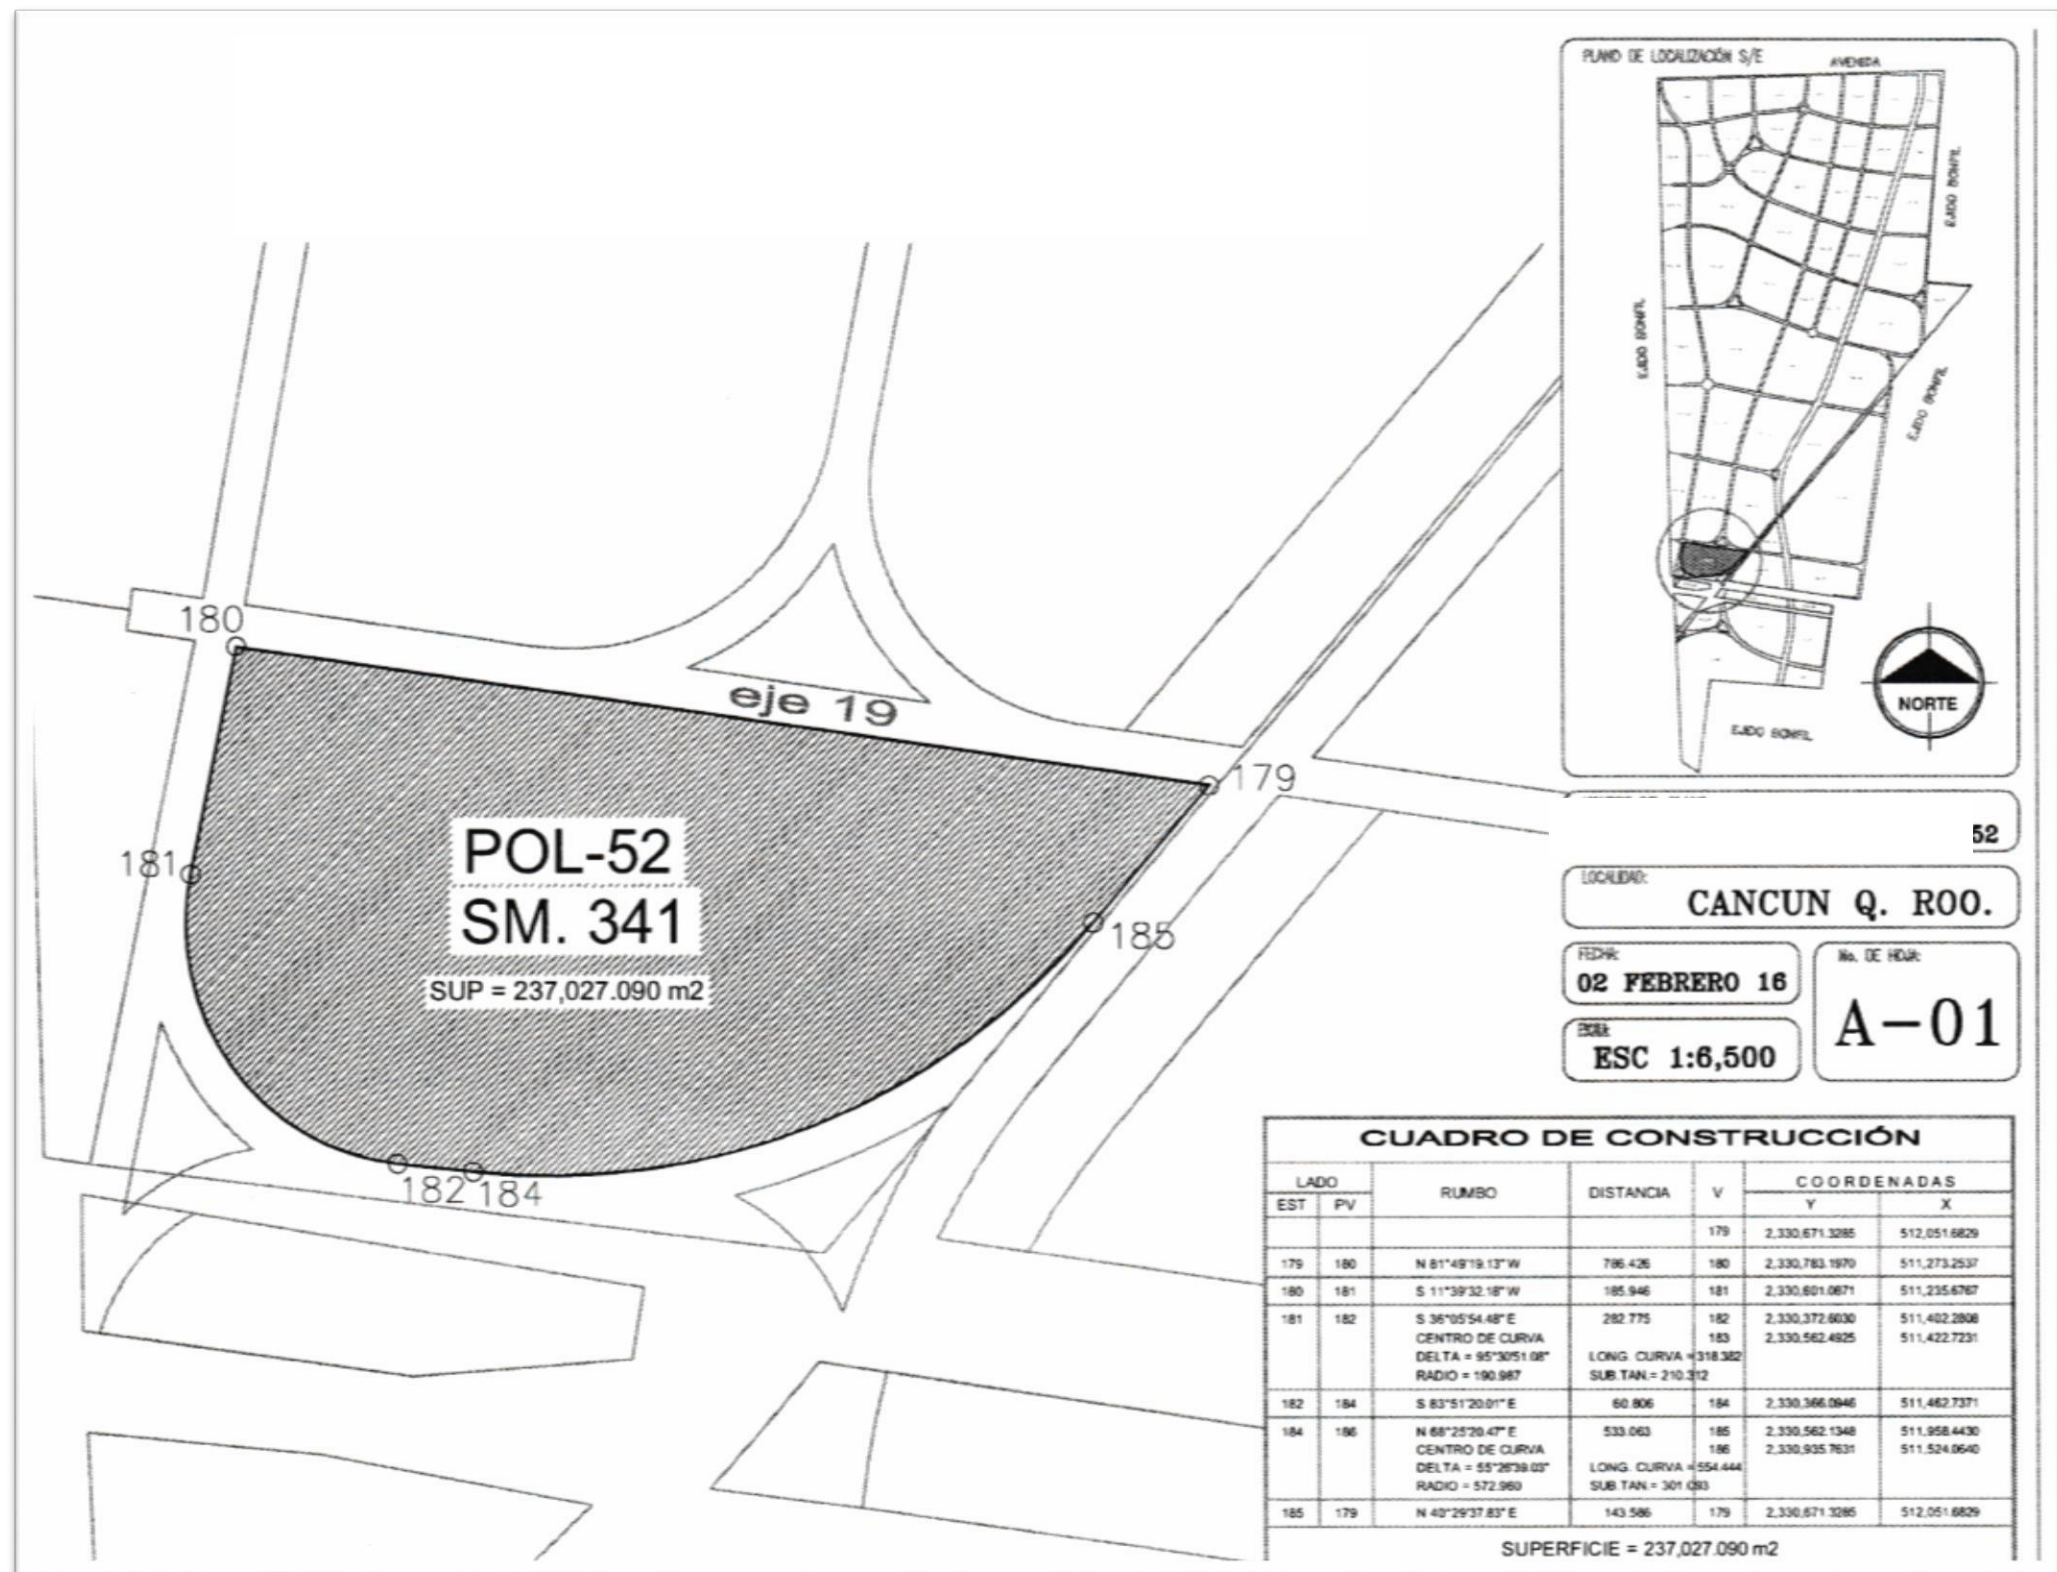 PLANO DE LOCALIZACIÓN S/E
AVENIDA
EJIDO BONFIL
EJIDO BONFIL
EJIDO BONFIL
EJIDO BONFIL
NORTE
180
eje 19
179
181
POL-52
SM. 341
SUP = 237,027.090 m2
185
182
184
52
LOCALIDAD:
CANCUN Q. ROO.
FECHA:
02 FEBRERO 16
No. DE HOJA:
A-01
ESC 1:6,500
CUADRO DE CONSTRUCCIÓN
LADO RUMBO DISTANCIA V COORDENADAS
EST PV Y X
179 2,330,671.3285 512,051.6829
179 180 N 81°49'19.13" W 786.426 180 2,330,783.1970 511,273.2537
180 181 S 11°39'32.18" W 185.946 181 2,330,601.0871 511,235.6767
181 182 S 36°05'54.48" E 282.775 182 2,330,372.6030 511,402.2808
CENTRO DE CURVA 183 2,330,562.4925 511,422.7231
DELTA = 95°30'51.08" LONG. CURVA = 318.382
RADIO = 190.987 SUB.TAN.= 210.312
182 184 S 83°51'20.01" E 60.806 184 2,330,366.0946 511,462.7371
184 186 N 68°25'20.47" E 533.063 185 2,330,562.1348 511,958.4430
CENTRO DE CURVA 186 2,330,935.7631 511,524.0640
DELTA = 55°26'39.03" LONG. CURVA = 554.444
RADIO = 572.960 SUB.TAN.= 301.093
185 179 N 40°29'37.83" E 143.586 179 2,330,671.3285 512,051.6829
SUPERFICIE = 237,027.090 m2